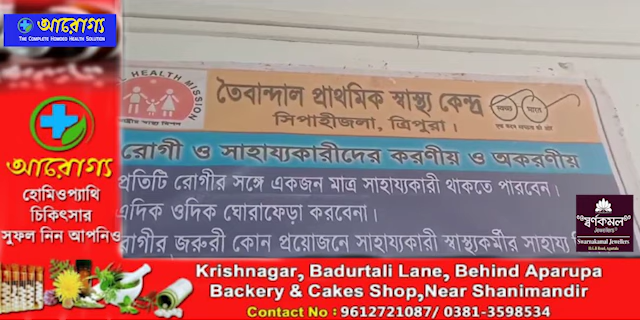 আরোগ্য
THE COMPLETE HOMOEO HEALTH SOLUTION
HEALTH MISSION
তৈবান্দাল প্রাথমিক স্বাস্থ্য কেন্দ্র
সিপাহীজলা, ত্রিপুরা।
রোগী ও সাহায্যকারীদের করণীয় ও অকরণীয়
প্রতিটি রোগীর সঙ্গে একজন মাত্র সাহায্যকারী থাকতে পারবেন।
এদিক ওদিক ঘোরাফেড়া করবেনা।
রোগীর জরুরী কোন প্রয়োজনে সাহায্যকারী স্বাস্থ্যকর্মীর সাহায্য
আরোগ্য
হোমিওপ্যাথি
চিকিৎসার
সুফল নিন আপনিও
স্বর্ণকমল
Jewellers
Swarnakamal Jewellers
H.G.B Road, Agartala
Krishnagar, Badurtali Lane, Behind Aparupa
Backery & Cakes Shop,Near Shanimandir
Contact No : 9612721087/ 0381-3598534